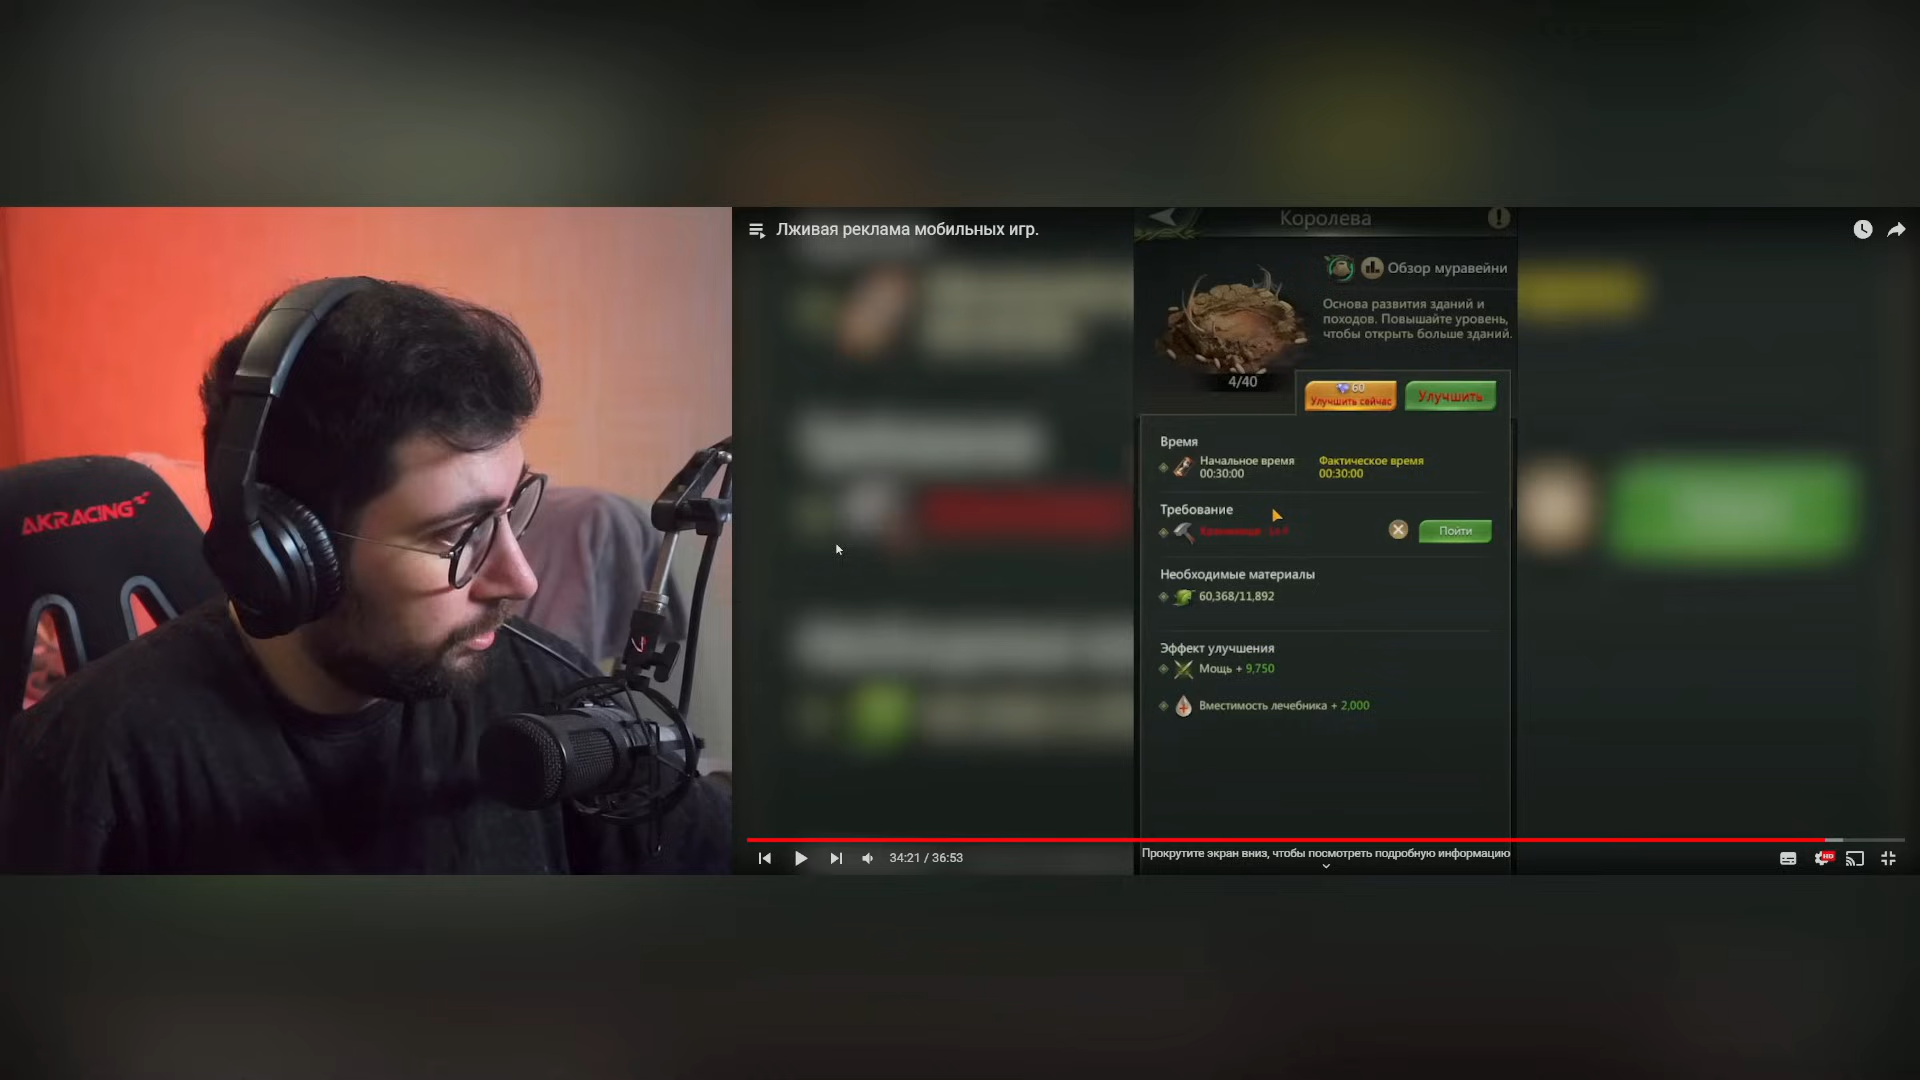 AKRACING
Лживая реклама мобильных игр.
Королева
Обзор муравейни
Основа развития зданий и
походов. Повышайте уровень,
чтобы открыть больше зданий.
4/40
60
Улучшить сейчас
Улучшить
Время
Начальное время
Фактическое время
00:30:00
00:30:00
Требование
Пойти
Необходимые материалы
60,368/11,892
Эффект улучшения
Мощь + 9,750
Вместимость лечебника + 2,000
Прокрутите экран вниз, чтобы посмотреть подробную информацию
34:21 / 36:53
HD